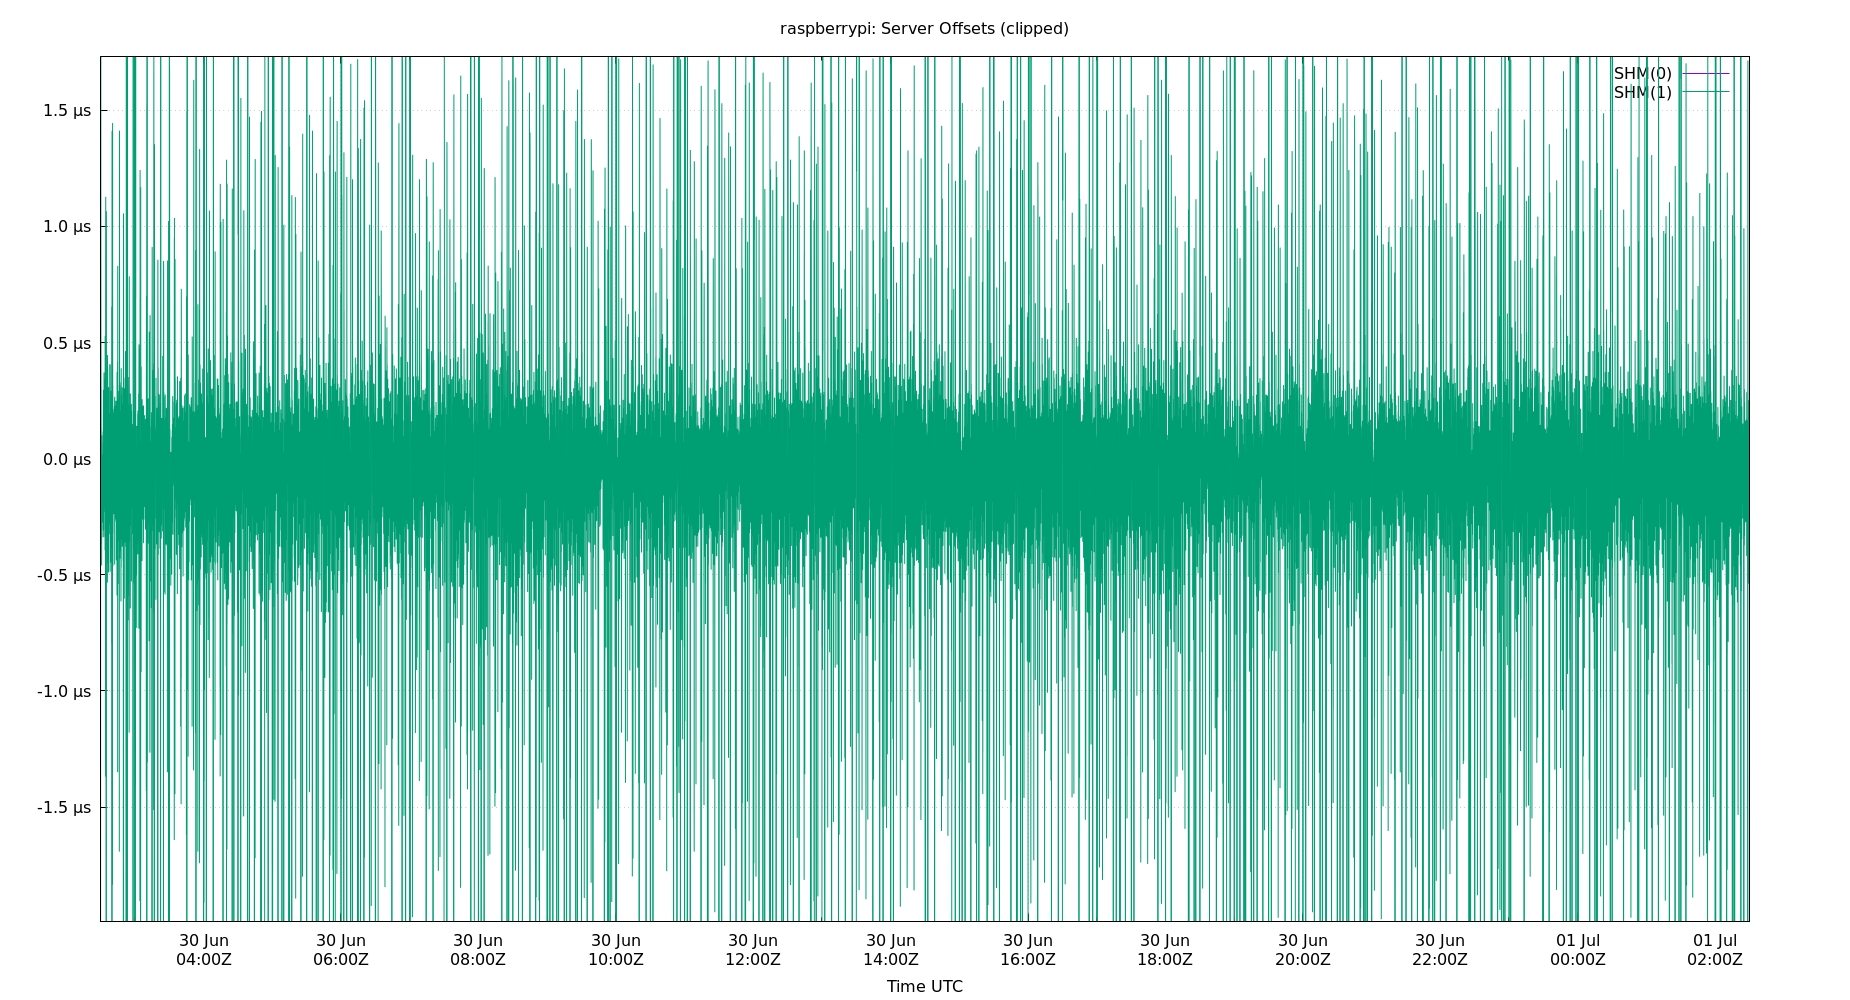 raspberrypi: Server Offsets (clipped)
SHM(0)
SHM(1)
1.5 µs
1.0 µs
0.5 µs
0.0 µs
-0.5 µs
-1.0 µs
-1.5 µs
30 Jun 30 Jun 30 Jun 30 Jun 30 Jun 30 Jun 30 Jun 30 Jun 30 Jun 30 Jun 01 Jul 01 Jul
04:00Z 06:00Z 08:00Z 10:00Z 12:00Z 14:00Z 16:00Z 18:00Z 20:00Z 22:00Z 00:00Z 02:00Z
Time UTC